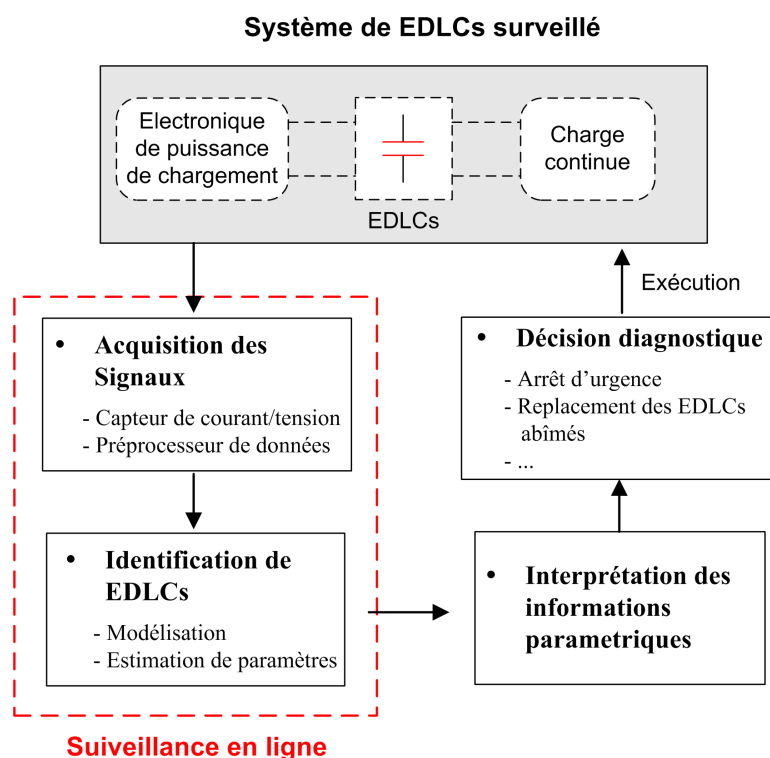 Système de EDLCs surveillé
Electronique
de puissance
de chargement
EDLCs
Charge
continue
Exécution
• Acquisition des
Signaux
- Capteur de courant/tension
- Préprocesseur de données
• Identification de
EDLCs
- Modélisation
- Estimation de paramètres
Suiveillance en ligne
• Décision diagnostique
- Arrêt d’urgence
- Replacement des EDLCs
abîmés
- ...
• Interprétation des
informations
parametriques